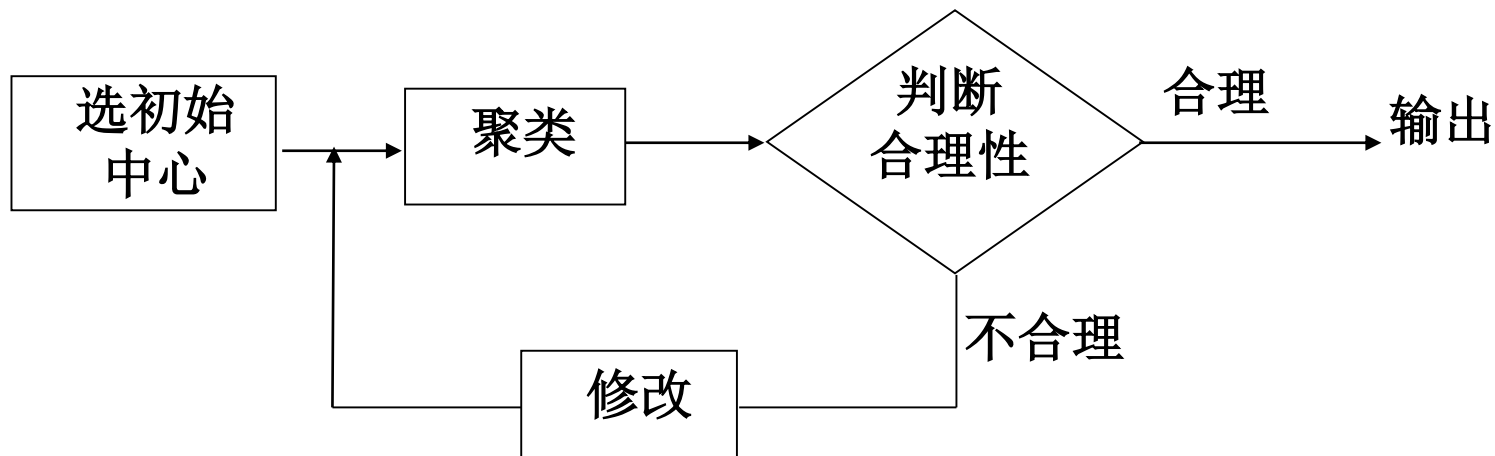 选初始
中心
聚类
判断
合理性
合理
输出
不合理
修改